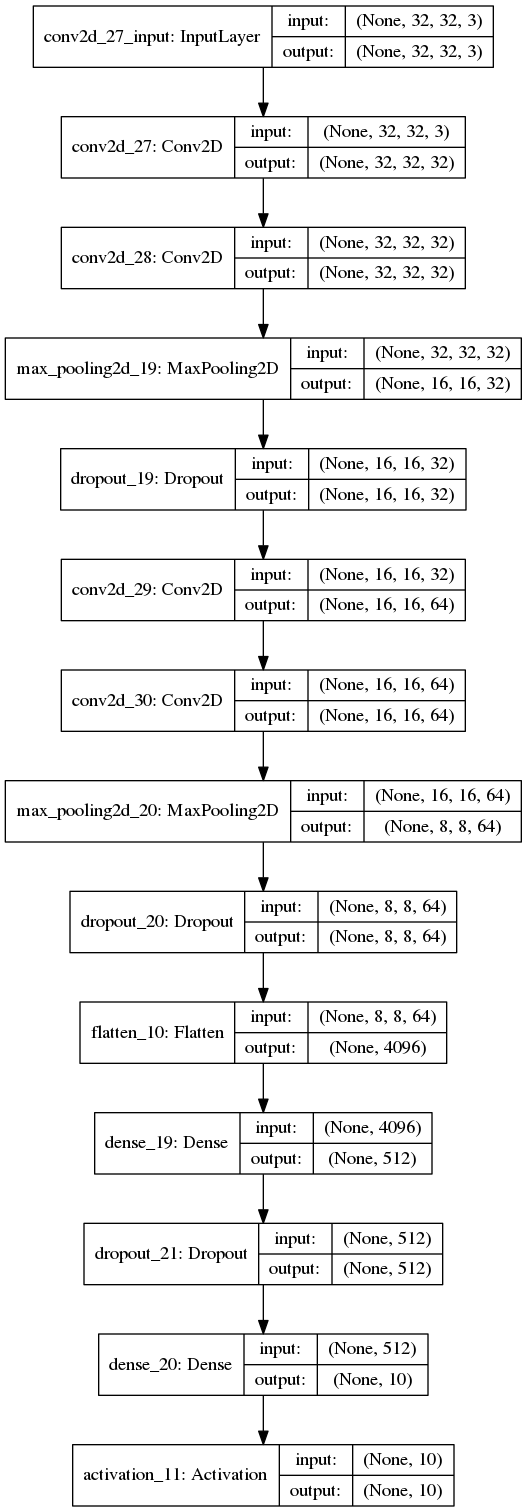 conv2d_27_input: InputLayer
input: (None, 32, 32, 3)
output: (None, 32, 32, 3)
conv2d_27: Conv2D
input: (None, 32, 32, 3)
output: (None, 32, 32, 32)
conv2d_28: Conv2D
input: (None, 32, 32, 32)
output: (None, 32, 32, 32)
max_pooling2d_19: MaxPooling2D
input: (None, 32, 32, 32)
output: (None, 16, 16, 32)
dropout_19: Dropout
input: (None, 16, 16, 32)
output: (None, 16, 16, 32)
conv2d_29: Conv2D
input: (None, 16, 16, 32)
output: (None, 16, 16, 64)
conv2d_30: Conv2D
input: (None, 16, 16, 64)
output: (None, 16, 16, 64)
max_pooling2d_20: MaxPooling2D
input: (None, 16, 16, 64)
output: (None, 8, 8, 64)
dropout_20: Dropout
input: (None, 8, 8, 64)
output: (None, 8, 8, 64)
flatten_10: Flatten
input: (None, 8, 8, 64)
output: (None, 4096)
dense_19: Dense
input: (None, 4096)
output: (None, 512)
dropout_21: Dropout
input: (None, 512)
output: (None, 512)
dense_20: Dense
input: (None, 512)
output: (None, 10)
activation_11: Activation
input: (None, 10)
output: (None, 10)